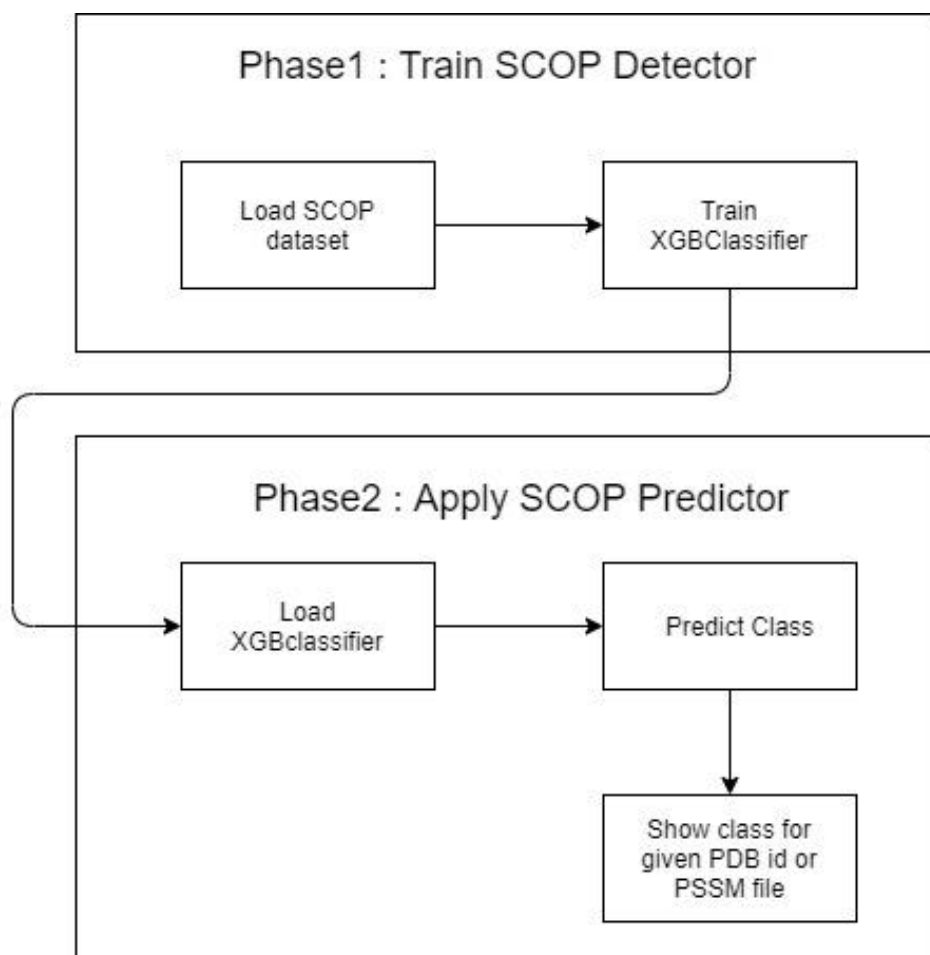 Phase1 : Train SCOP Detector
Load SCOP
dataset
Train
XGBClassifier
Phase2 : Apply SCOP Predictor
Load
XGBclassifier
Predict Class
Show class for
given PDB id or
PSSM file